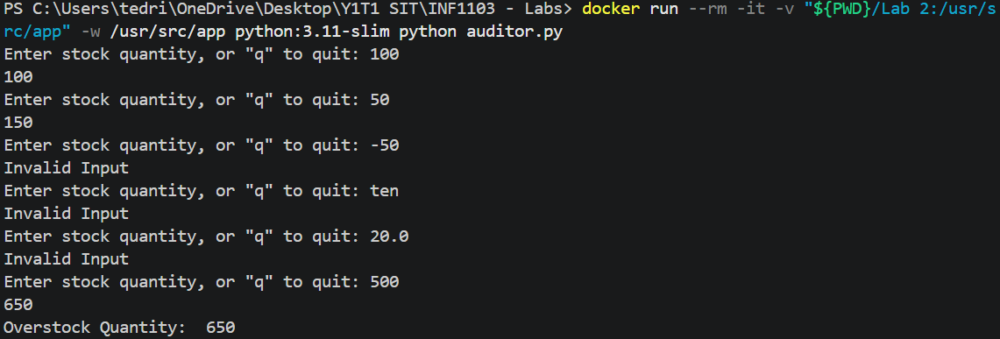 PS C:\Users\tedri\OneDrive\Desktop\Y1T1 SIT\INF1103 - Labs> docker run --rm -it -v "${PWD}/Lab 2:/usr/s
rc/app" -w /usr/src/app python:3.11-slim python auditor.py
Enter stock quantity, or "q" to quit: 100
100
Enter stock quantity, or "q" to quit: 50
150
Enter stock quantity, or "q" to quit: -50
Invalid Input
Enter stock quantity, or "q" to quit: ten
Invalid Input
Enter stock quantity, or "q" to quit: 20.0
Invalid Input
Enter stock quantity, or "q" to quit: 500
650
Overstock Quantity:  650